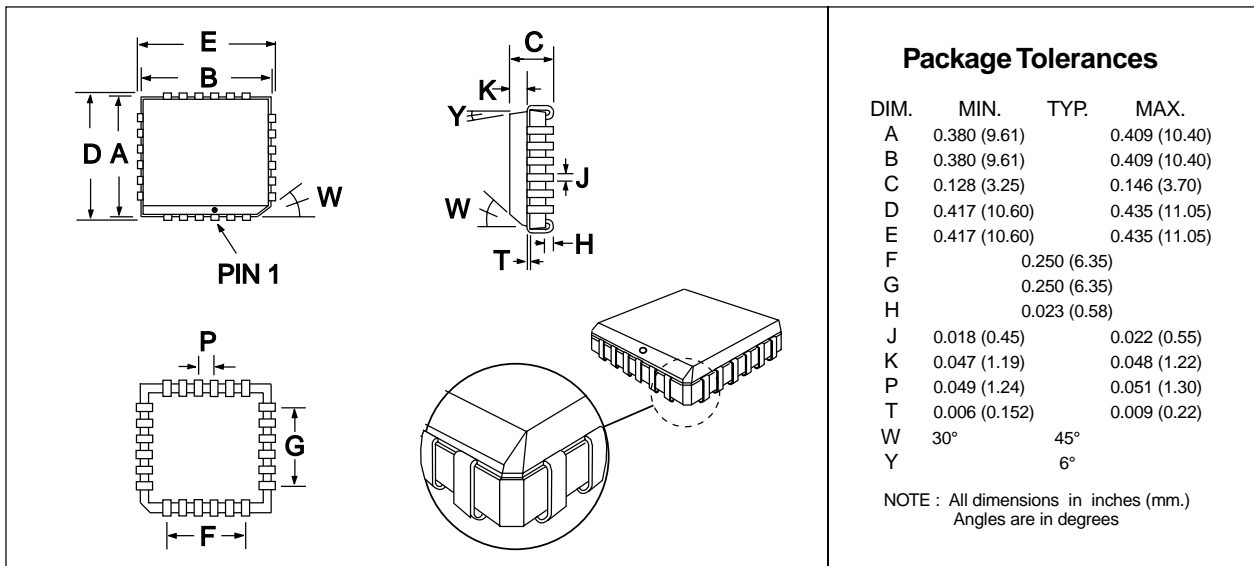 E
B
C
K
Y
D A
J
W
W
H
T
PIN 1
P
G
F
Package Tolerances
DIM. MIN. TYP. MAX.
A 0.380 (9.61) 0.409 (10.40)
B 0.380 (9.61) 0.409 (10.40)
C 0.128 (3.25) 0.146 (3.70)
D 0.417 (10.60) 0.435 (11.05)
E 0.417 (10.60) 0.435 (11.05)
F 0.250 (6.35)
G 0.250 (6.35)
H 0.023 (0.58)
J 0.018 (0.45) 0.022 (0.55)
K 0.047 (1.19) 0.048 (1.22)
P 0.049 (1.24) 0.051 (1.30)
T 0.006 (0.152) 0.009 (0.22)
W 30° 45°
Y 6°
NOTE : All dimensions in inches (mm.)
Angles are in degrees